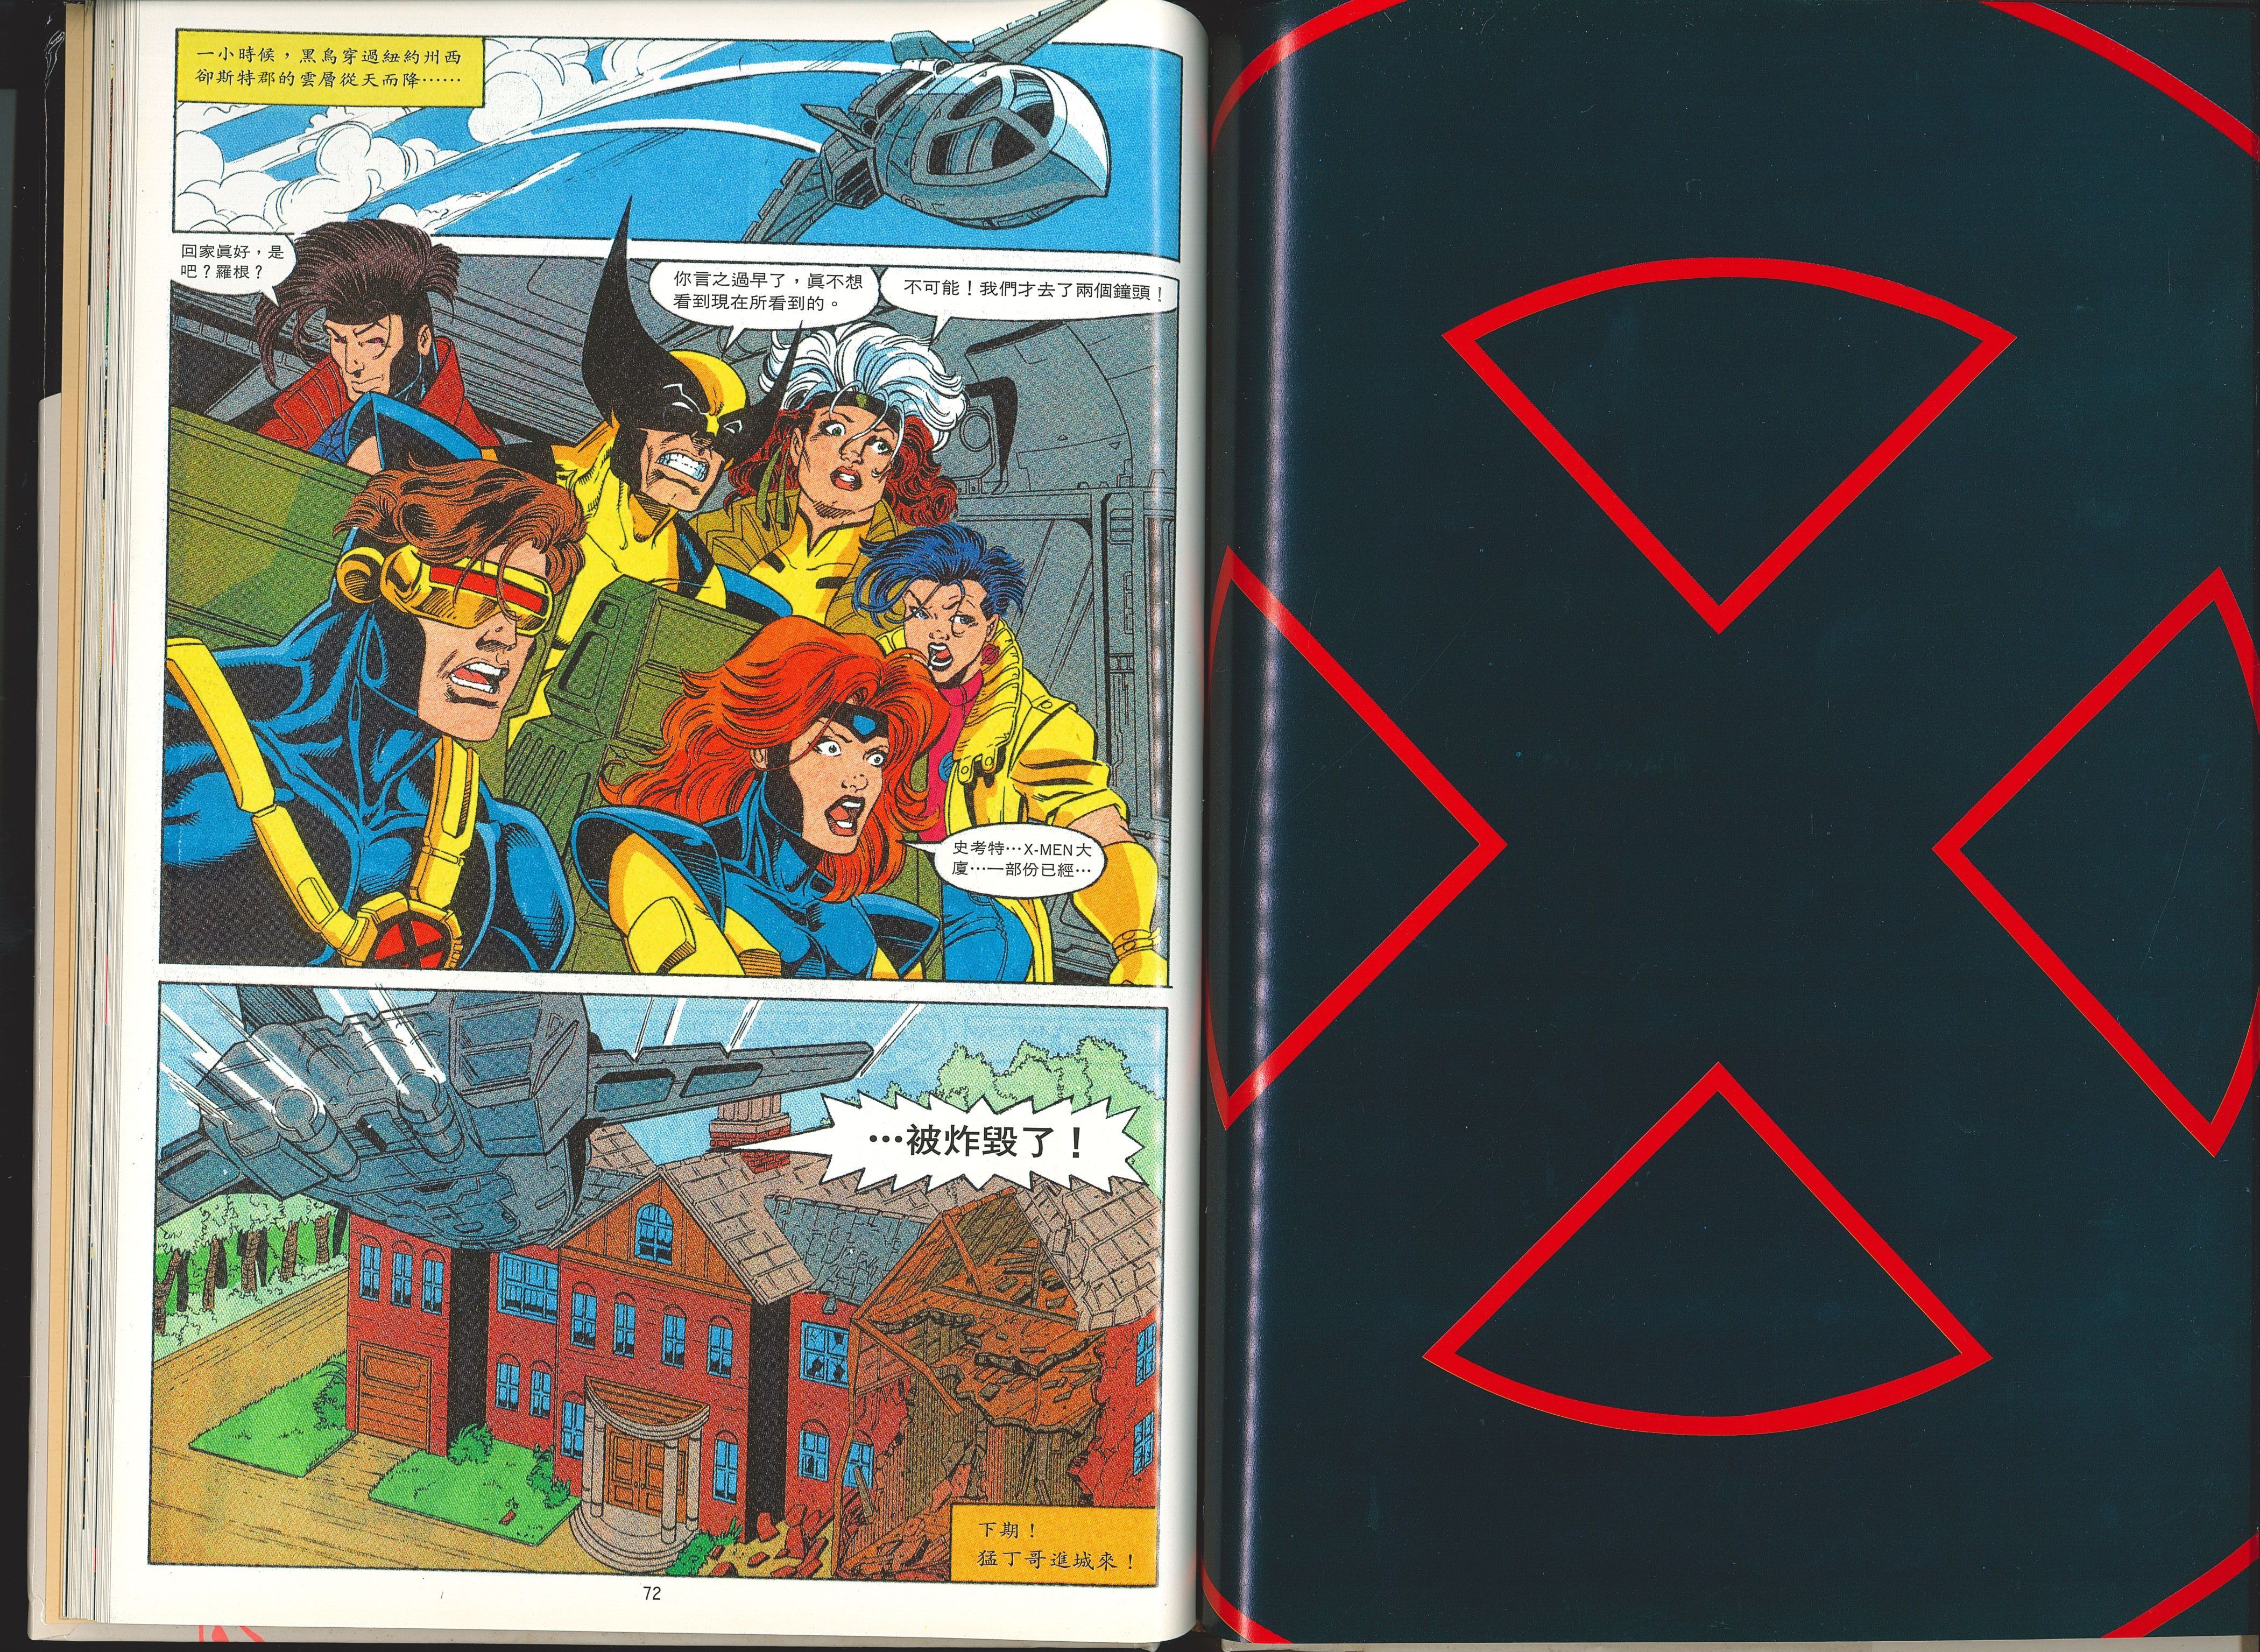 一小時候，黑鳥穿過紐約州西
卻斯特郡的雲層從天而降……
回家眞好，是
吧？羅根？
你言之過早了，眞不想
看到現在所看到的。
不可能！我們才去了兩個鐘頭！
史考特…X-MEN大
廈…一部份已經…
…被炸毀了！
下期！
猛丁哥進城來！
72